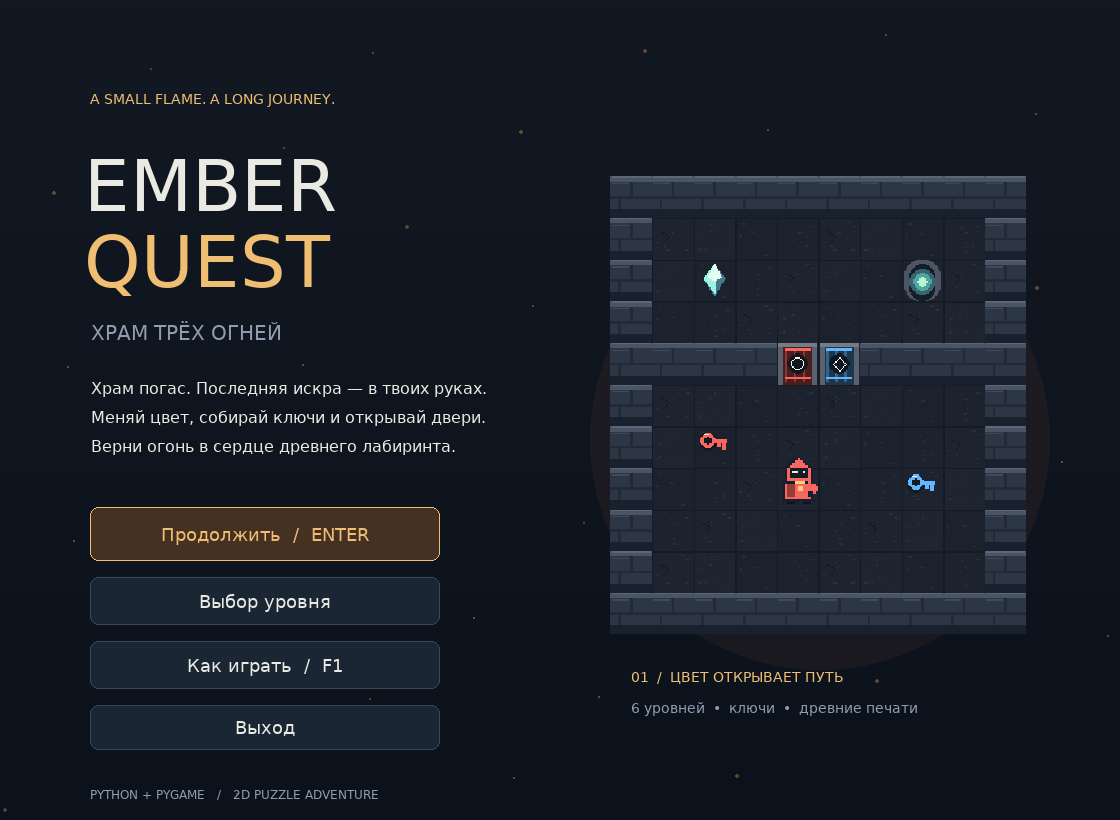 A SMALL FLAME. A LONG JOURNEY.
EMBER
QUEST
ХРАМ ТРЁХ ОГНЕЙ
Храм погас. Последняя искра — в твоих руках.
Меняй цвет, собирай ключи и открывай двери.
Верни огонь в сердце древнего лабиринта.
Продолжить / ENTER
Выбор уровня
Как играть / F1
Выход
PYTHON + PYGAME / 2D PUZZLE ADVENTURE
01 / ЦВЕТ ОТКРЫВАЕТ ПУТЬ
6 уровней • ключи • древние печати